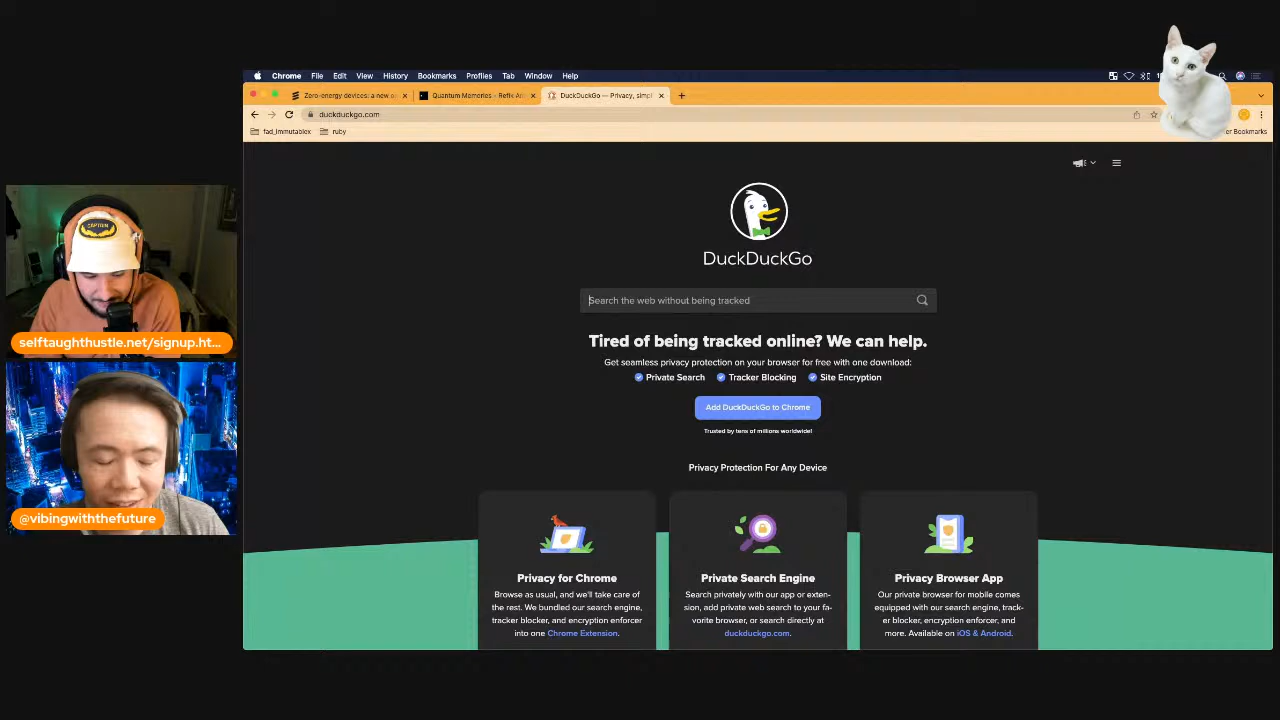 Chrome File Edit View History Bookmarks Profiles Tab Window Help
Zero-energy devices: a new
Quantum Memories – Refik
DuckDuckGo — Privacy, simpl
duckduckgo.com
fad_immutablex ruby
Bookmarks
CAPTAIN
selftaughthustle.net/signup.ht...
@vibingwiththefuture
DuckDuckGo
Search the web without being tracked
Tired of being tracked online? We can help.
Get seamless privacy protection on your browser for free with one download:
Private Search Tracker Blocking Site Encryption
Add DuckDuckGo to Chrome
Trusted by tens of millions worldwide!
Privacy Protection For Any Device
Privacy for Chrome
Browse as usual, and we'll take care of
the rest. We bundled our search engine,
tracker blocker, and encryption enforcer
into one Chrome Extension.
Private Search Engine
Search privately with our app or exten-
sion, add private web search to your fa-
vorite browser, or search directly at
duckduckgo.com.
Privacy Browser App
Our private browser for mobile comes
equipped with our search engine, track-
er blocker, encryption enforcer, and
more. Available on iOS & Android.